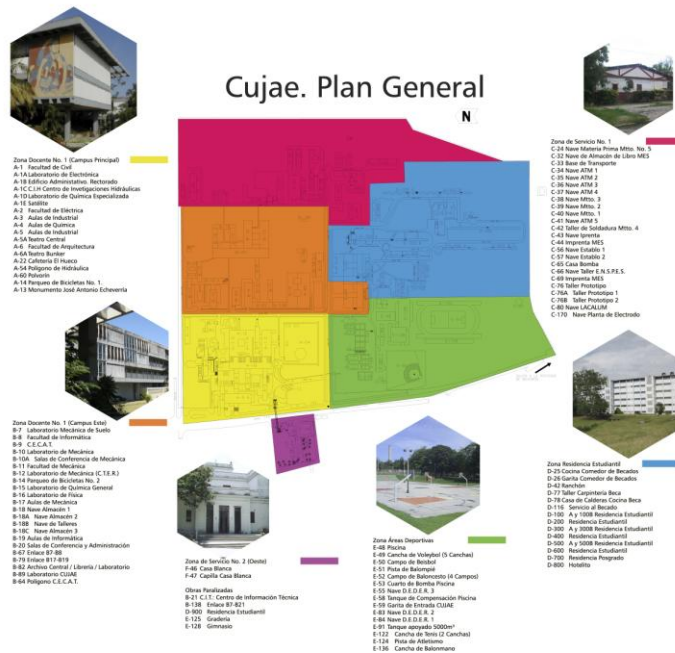 Cujae. Plan General
N
Zona Docente No. 1 (Campus Principal)
A-1 Facultad de Civil
A-1A Laboratorio de Electrónica
A-1B Edificio Administrativo. Rectorado
A-1C C.I.H Centro de Invetigaciones Hidráulicas
A-1D Laboratorio de Química Especializada
A-1E Satélite
A-2 Facultad de Eléctrica
A-3 Aulas de Industrial
A-4 Aulas de Quimica
A-5 Aulas de Industrial
A-5A Teatro Central
A-6 Facultad de Arquitectura
A-6A Teatro Bunker
A-22 Cafetería El Hueco
A-54 Polígono de Hidráulica
A-60 Polvorín
A-14 Parqueo de Bicicletas No. 1.
A-13 Monumento José Antonio Echeverría
Zona Docente No. 1 (Campus Este)
B-7 Laboratorio Mecánica de Suelo
B-8 Facultad de Informática
B-9 C.E.C.A.T.
B-10 Laboratorio de Mecánica
B-10A Salas de Conferencia de Mecánica
B-11 Facultad de Mecánica
B-12 Laboratorio de Mecánica (C.T.E.R.)
B-14 Parqueo de Bicicletas No 2
B-15 Laboratorio de Química General
B-16 Laboratorio de Física
B-17 Aulas de Mecánica
B-18 Nave Almacén 1
B-18A Nave Almacén 2
B-18B Nave de Talleres
B-18C Nave Almacén 3
B-19 Aulas de Informática
B-20 Salas de Conferencia y Administración
B-67 Enlace B7-B8
B-79 Enlace B17-B19
B-82 Archivo Central / Libreria / Laboratorio
B-89 Laboratorio CUJAE
B-64 Polígono C.E.C.A.T.
Zona de Servicio No. 2 (Oeste)
F-46 Casa Blanca
F-47 Capilla Casa Blanca
Obras Paralizadas
B-21 C.I.T.: Centro de Información Técnica
B-138 Enlace B7-B21
D-900 Residencia Estudiantil
E-125 Gradería
E-128 Gimnasio
Zona Áreas Deportivas
E-48 Piscina
E-49 Cancha de Voleybol (5 Canchas)
E-50 Campo de Beisbol
E-51 Pista de Balompié
E-52 Campo de Baloncesto (4 Campos)
E-53 Cuarto de Bomba Piscina
E-55 Nave D.E.D.E.R. 3
E-58 Tanque de Compensación Piscina
E-59 Garita de Entrada CUJAE
E-83 Nave D.E.D.E.R. 2
E-84 Nave D.E.D.E.R. 1
E-91 Tanque apoyado 5000m³
E-122 Cancha de Tenis (2 Canchas)
E-124 Pista de Atletismo
E-136 Cancha de Balonmano
Zona de Servicio No. 1
C-24 Nave Materia Prima Mtto. No. 5
C-32 Nave de Almacén de Libro MES
C-33 Base de Transporte
C-34 Nave ATM 1
C-35 Nave ATM 2
C-36 Nave ATM 3
C-37 Nave ATM 4
C-38 Nave Mtto. 3
C-39 Nave Mtto. 2
C-40 Nave Mtto. 1
C-41 Nave ATM 5
C-42 Taller de Soldadura Mtto. 4
C-43 Nave Iprenta
C-44 Imprenta MES
C-56 Nave Establo 1
C-57 Nave Establo 2
C-65 Casa Bomba
C-66 Nave Taller E.N.S.P.E.S.
C-69 Imprenta MES
C-76 Taller Prototipo
C-76A Taller Prototipo 1
C-76B Taller Prototipo 2
C-80 Nave LACALUM
C-170 Nave Planta de Electrodo
Zona Residencia Estudiantil
D-25 Cocina Comedor de Becados
D-26 Garita Comedor de Becados
D-42 Ranchón
D-77 Taller Carpintería Beca
D-78 Casa de Calderas Cocina Beca
D-116 Servicio al Becado
D-100 A y 100B Residencia Estudiantil
D-200 Residencia Estudiantil
D-300 A y 300B Residencia Estudiantil
D-400 Residencia Estudiantil
D-500 A y 500B Residencia Estudiantil
D-600 Residencia Estudiantil
D-700 Residencia Posgrado
D-800 Hotelito